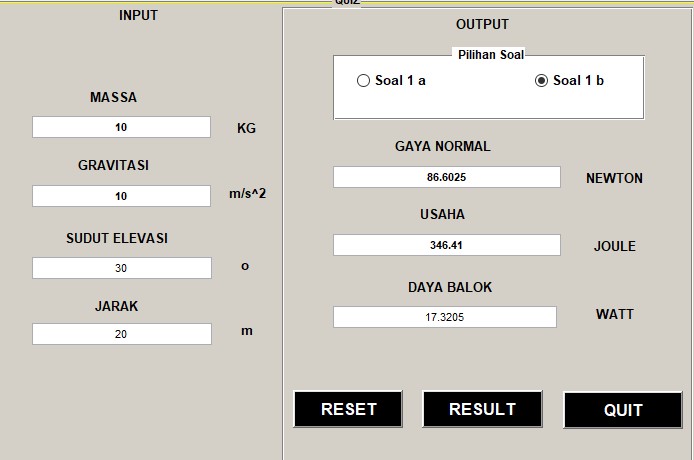 QUIZ
INPUT
MASSA
10 KG
GRAVITASI
10 m/s^2
SUDUT ELEVASI
30 o
JARAK
20 m
OUTPUT
Pilihan Soal
Soal 1 a Soal 1 b
GAYA NORMAL
86.6025 NEWTON
USAHA
346.41 JOULE
DAYA BALOK
17.3205 WATT
RESET RESULT QUIT